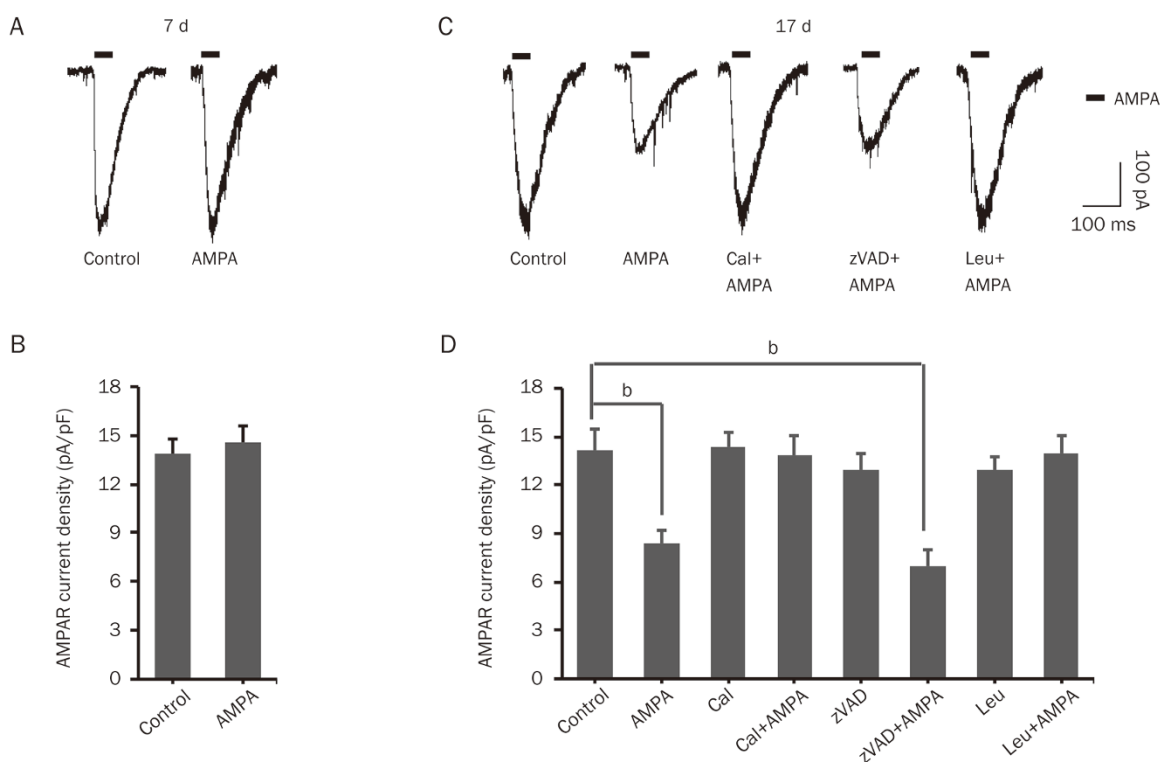 A
7 d
Control
AMPA
C
17 d
Control
AMPA
Cal+
AMPA
zVAD+
AMPA
Leu+
AMPA
AMPA
100 pA
100 ms
B
AMPAR current density (pA/pF)
18
15
12
9
6
3
0
Control
AMPA
D
b
b
AMPAR current density (pA/pF)
18
15
12
9
6
3
0
Control
AMPA
Cal
Cal+AMPA
zVAD
zVAD+AMPA
Leu
Leu+AMPA